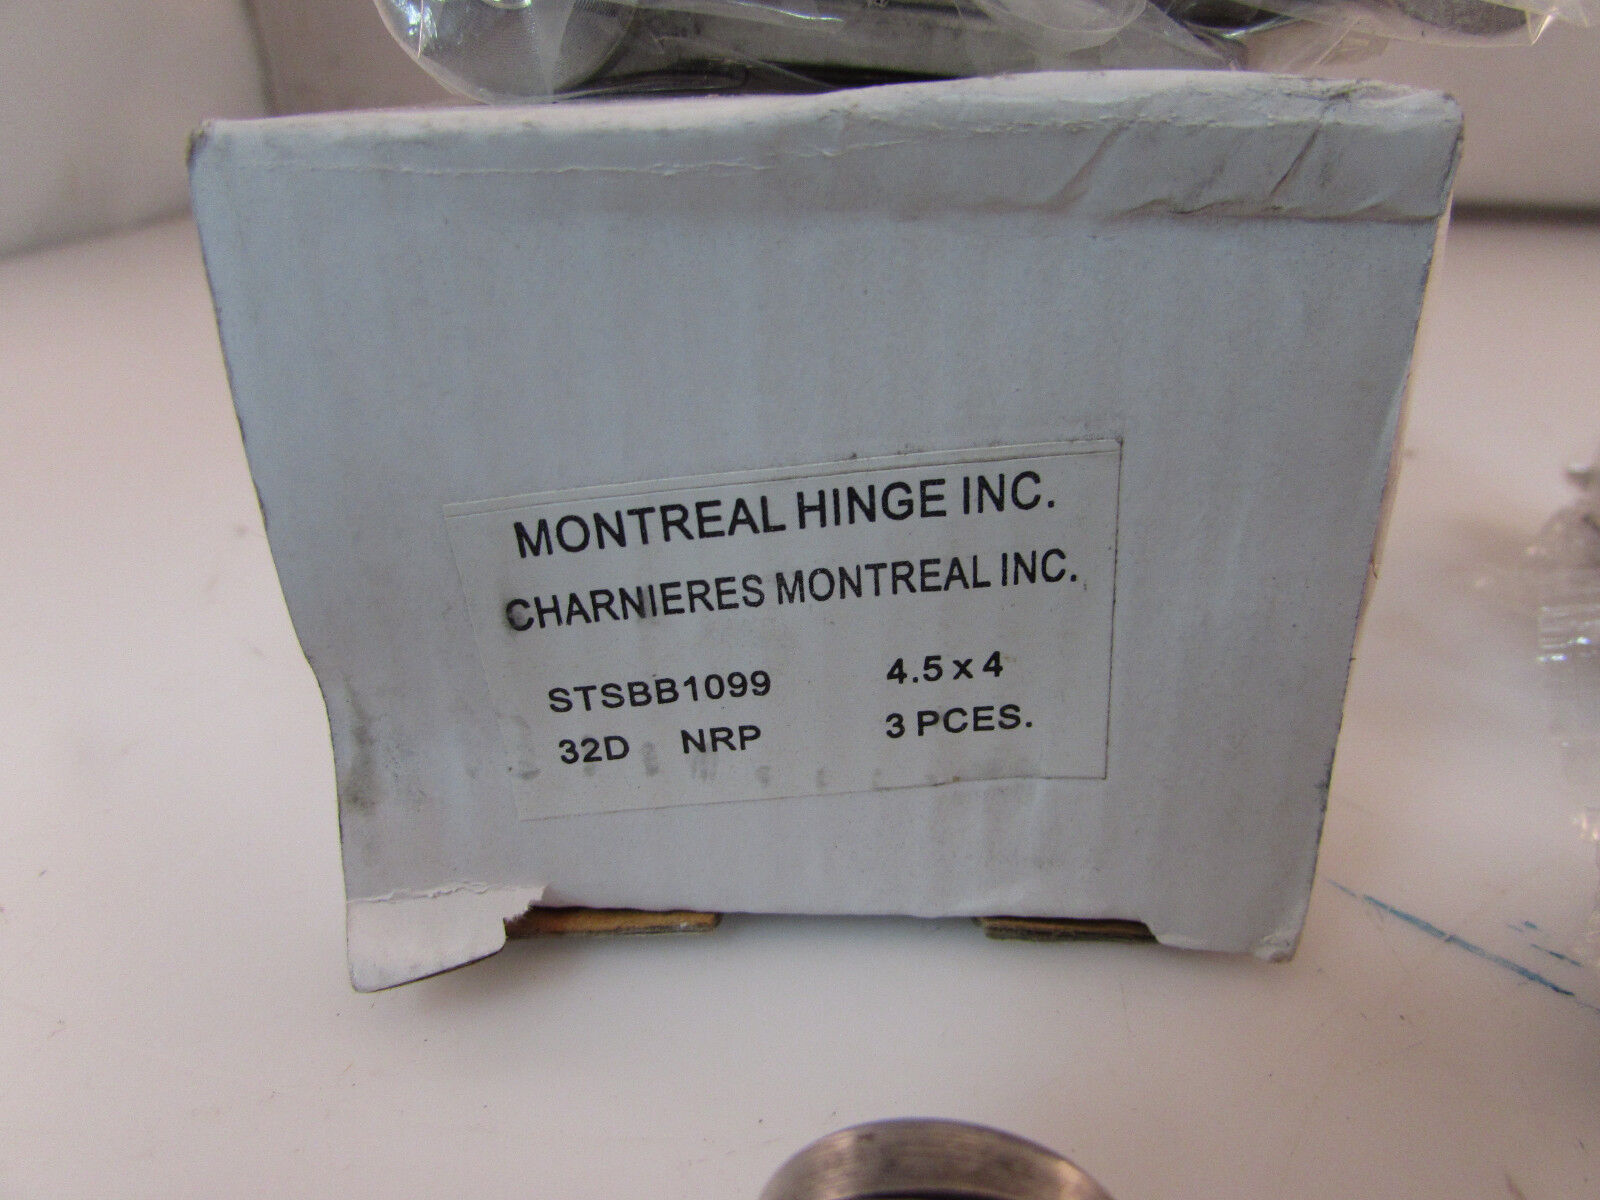 MONTREAL HINGE INC.
CHARNIERES MONTREAL INC.
STSBB1099 4.5 x 4
32D NRP 3 PCES.